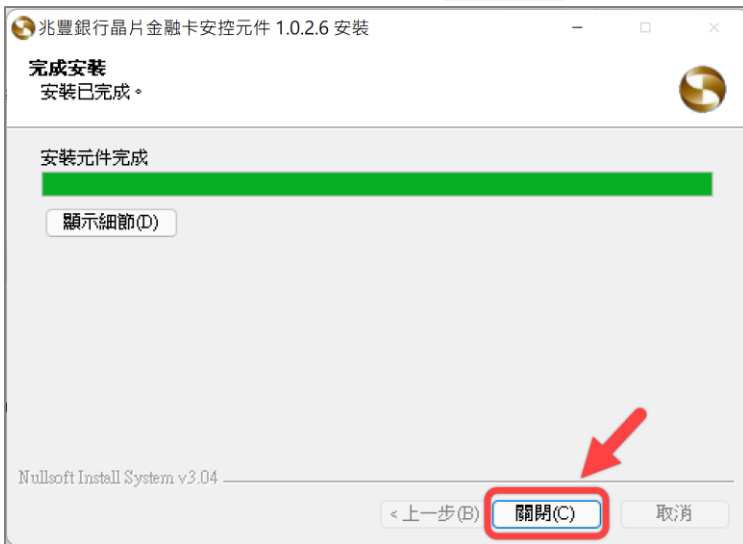 兆豐銀行晶片金融卡安控元件 1.0.2.6 安裝
完成安裝
安裝已完成。
安裝元件完成
顯示細節(D)
Nullsoft Install System v3.04
<上一步(B)
關閉(C)
取消